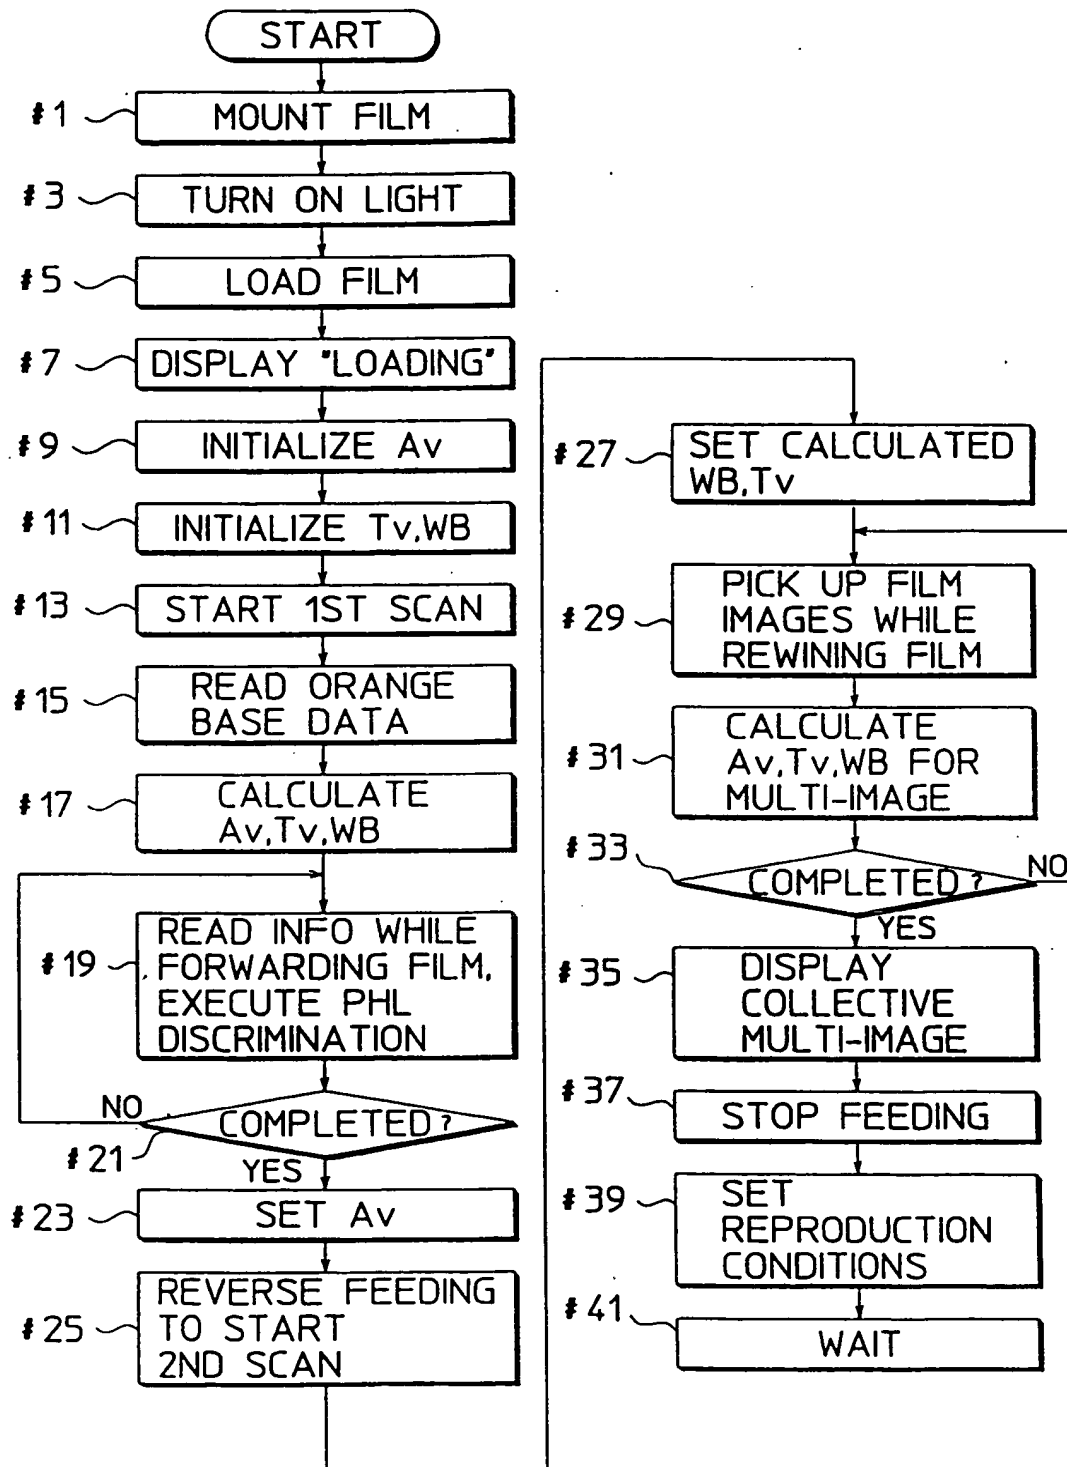 START
#1
MOUNT FILM
#3
TURN ON LIGHT
#5
LOAD FILM
#7
DISPLAY "LOADING"
#9
INITIALIZE Av
#11
INITIALIZE Tv,WB
#13
START 1ST SCAN
#15
READ ORANGE
BASE DATA
#17
CALCULATE
Av,Tv,WB
#19
READ INFO WHILE
FORWARDING FILM,
EXECUTE PHL
DISCRIMINATION
#21
COMPLETED?
NO
YES
#23
SET Av
#25
REVERSE FEEDING
TO START
2ND SCAN
#27
SET CALCULATED
WB,Tv
#29
PICK UP FILM
IMAGES WHILE
REWINING FILM
#31
CALCULATE
Av,Tv,WB FOR
MULTI-IMAGE
#33
COMPLETED?
NO
YES
#35
DISPLAY
COLLECTIVE
MULTI-IMAGE
#37
STOP FEEDING
#39
SET
REPRODUCTION
CONDITIONS
#41
WAIT